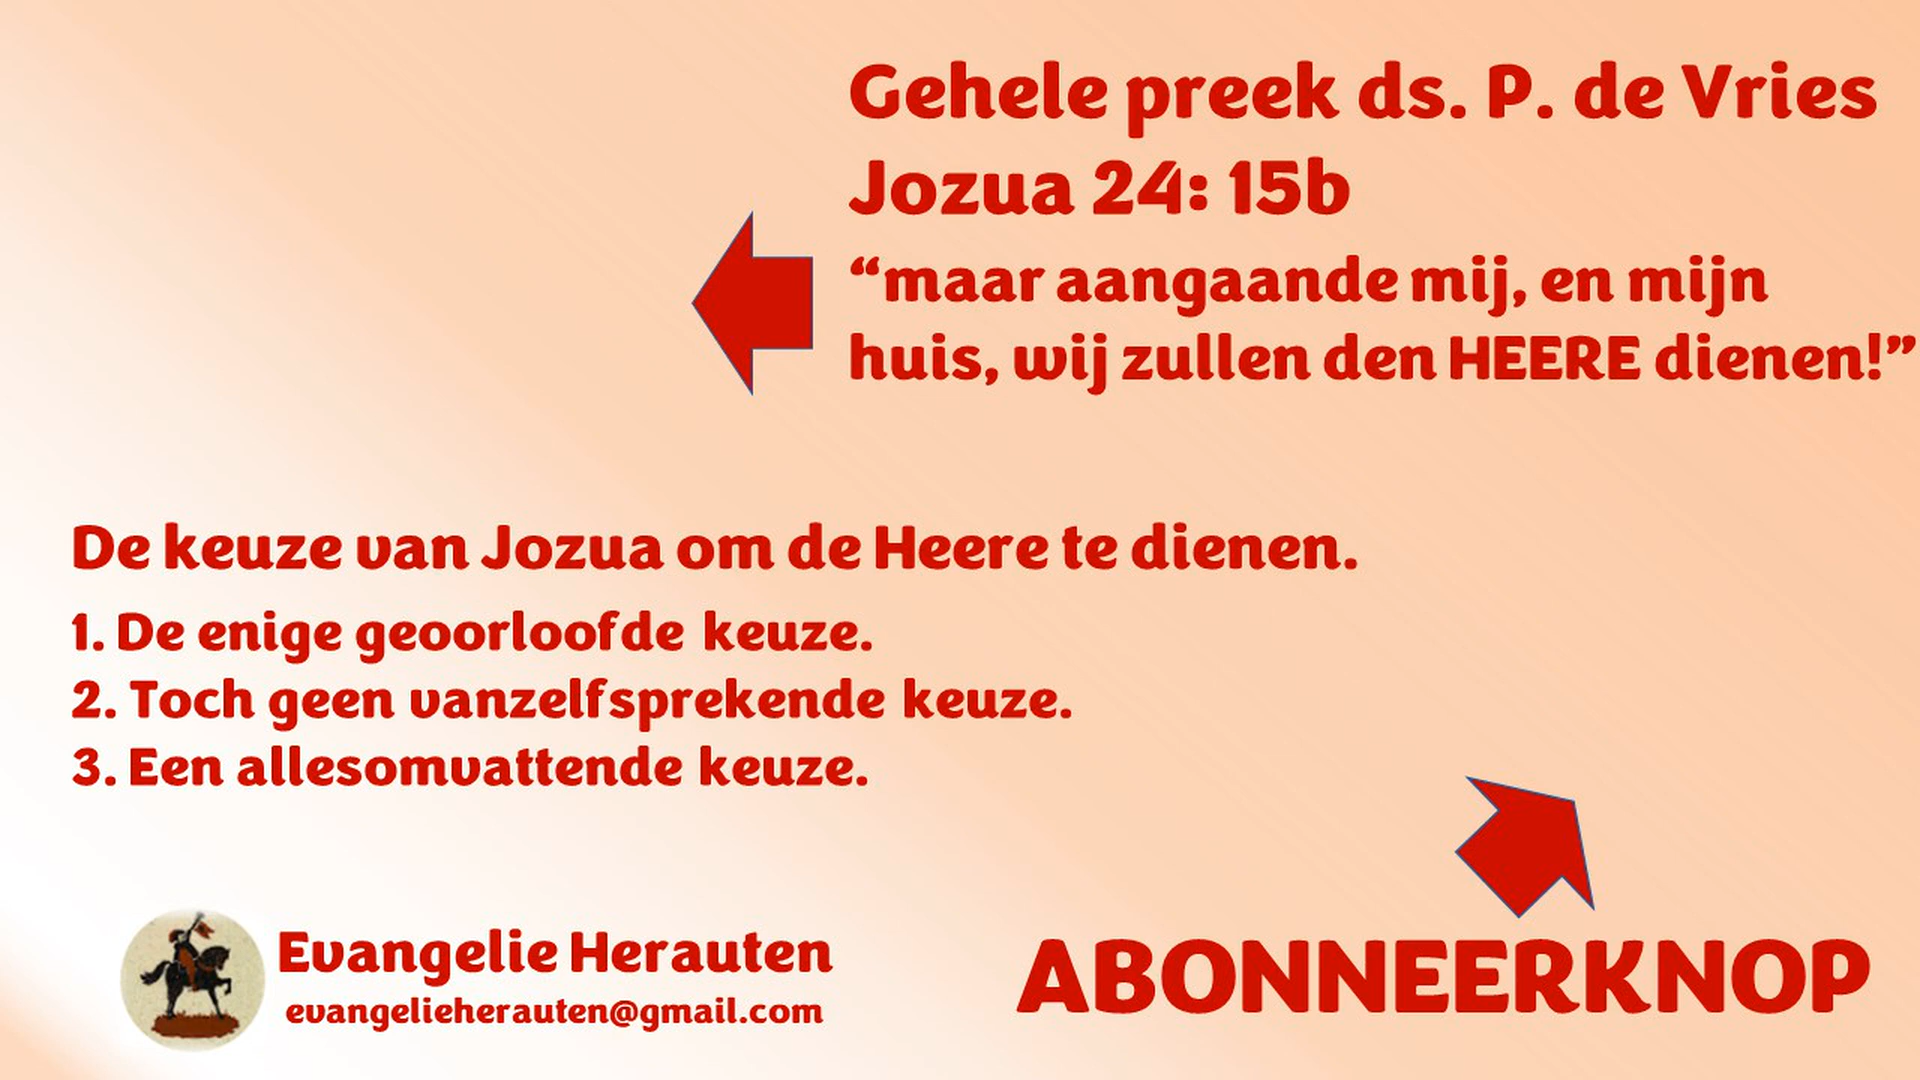 Gehele preek ds. P. de Vries
Jozua 24: 15b
“maar aangaande mij, en mijn
huis, wij zullen den HEERE dienen!”
De keuze van Jozua om de Heere te dienen.
1. De enige geoorloofde keuze.
2. Toch geen vanzelfsprekende keuze.
3. Een allesomvattende keuze.
Evangelie Herauten
evangelieherauten@gmail.com
ABONNEERKNOP